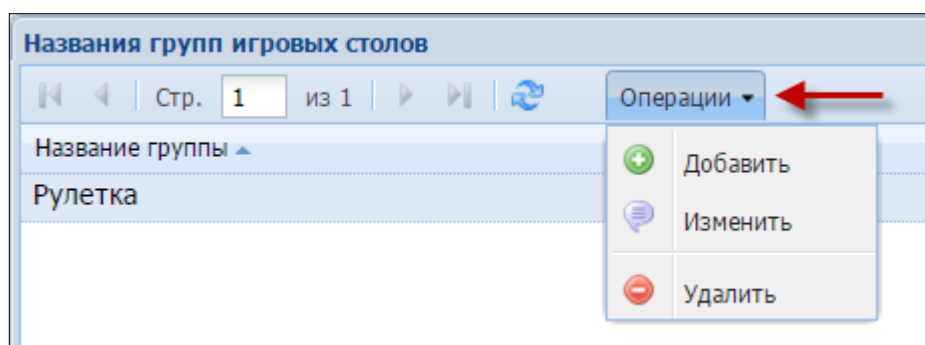 Названия групп игровых столов
Стр. 1 из 1 Операции
Название группы
Добавить
Рулетка
Изменить
Удалить